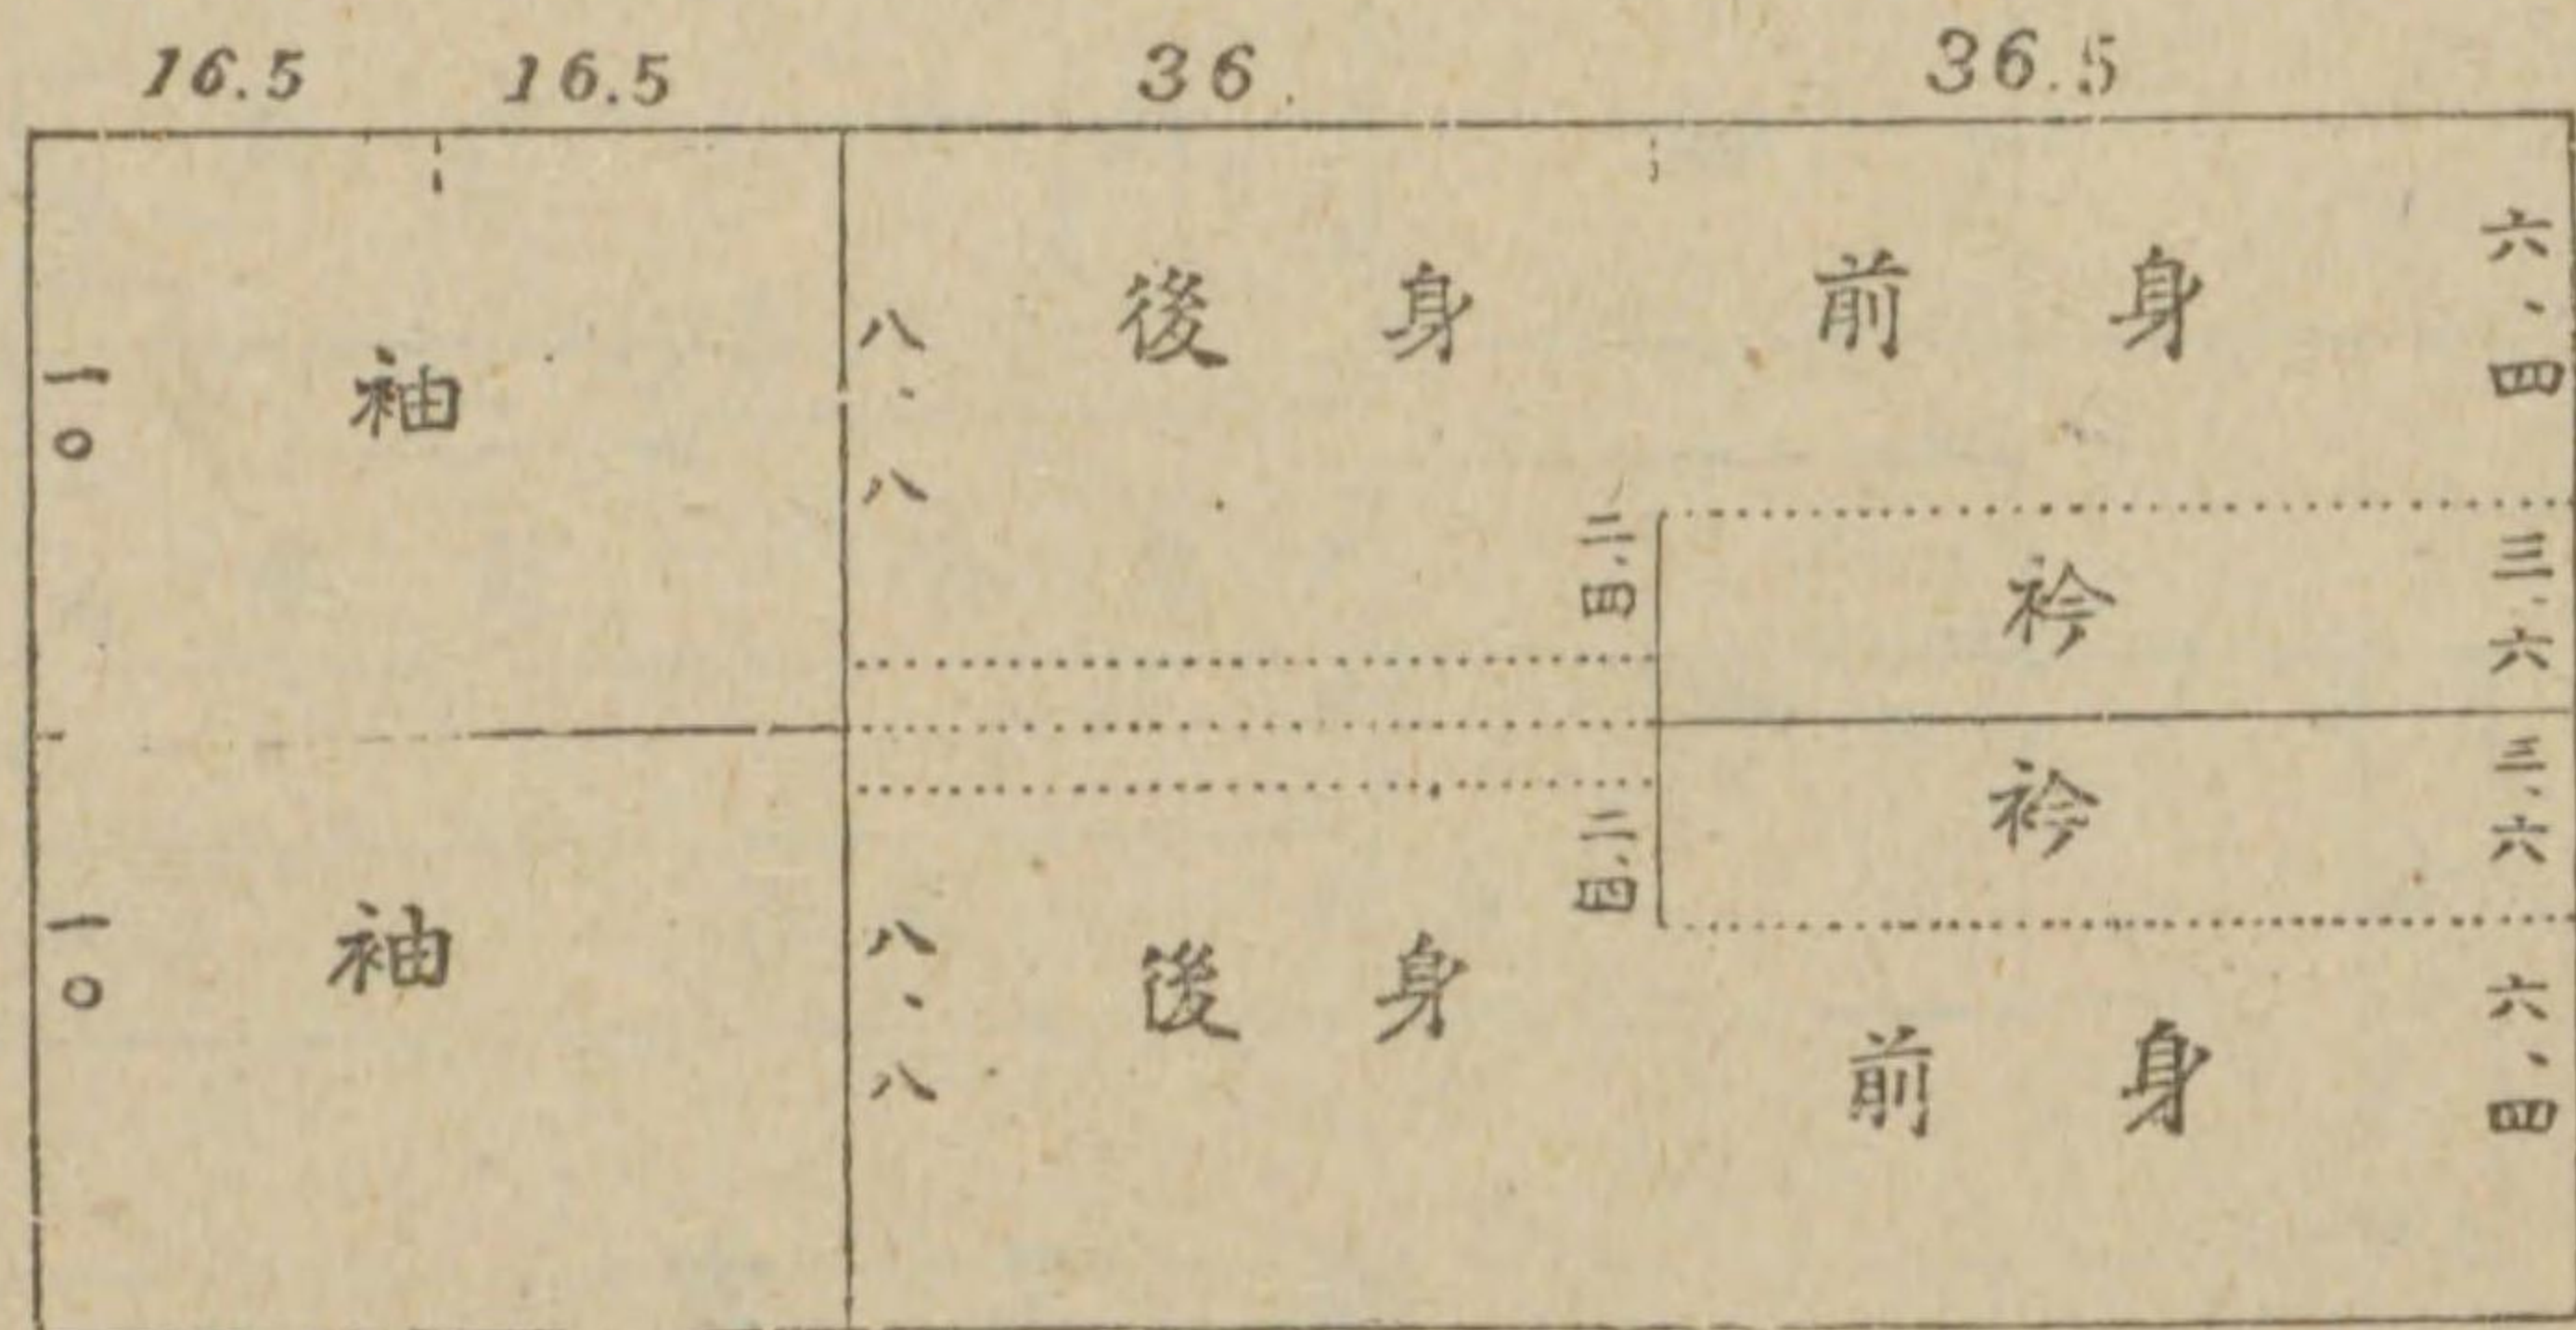 16.5 16.5 36. 36.5
袖
一〇
後身
八・八
前身
六・四
二・四
衿
三・六
袖
一〇
後身
八・八
二・四
衿
三・六
前身
六・四